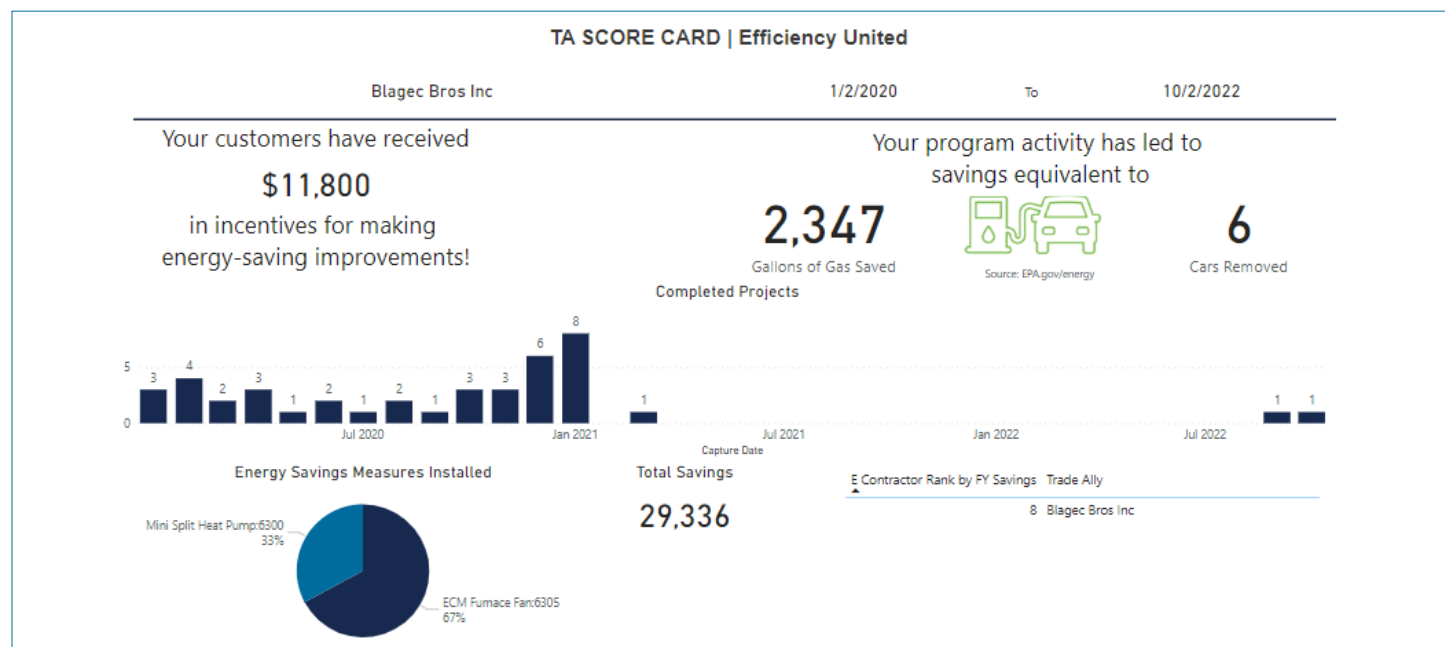 TA SCORE CARD | Efficiency United
Blagec Bros Inc
1/2/2020
To
10/2/2022
Your customers have received
$11,800
in incentives for making
energy-saving improvements!
Your program activity has led to
savings equivalent to
2,347
Gallons of Gas Saved
Source: EPA.gov/energy
6
Cars Removed
Completed Projects
5
0
3
4
2
3
1
2
1
2
1
3
3
6
8
1
1
1
Jul 2020
Jan 2021
Jul 2021
Jan 2022
Jul 2022
Capture Date
Energy Savings Measures Installed
Mini Split Heat Pump:6300
33%
ECM Furnace Fan:6305
67%
Total Savings
29,336
E Contractor Rank by FY Savings Trade Ally
8 Blagec Bros Inc